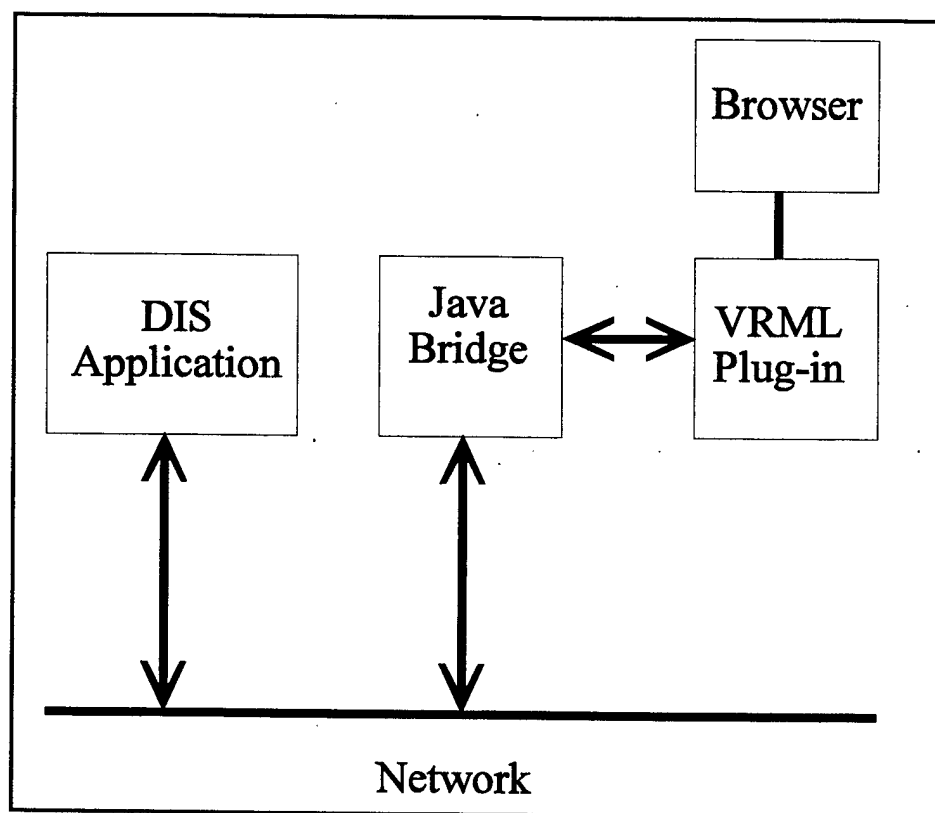 Browser
DIS
Application
Java
Bridge
VRML
Plug-in
Network